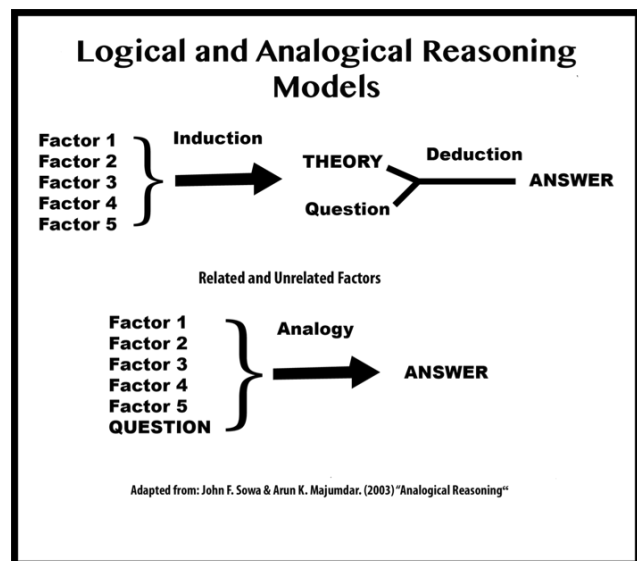 Logical and Analogical Reasoning
Models
Factor 1
Factor 2
Factor 3
Factor 4
Factor 5
Induction
THEORY
Question
Deduction
ANSWER
Related and Unrelated Factors
Factor 1
Factor 2
Factor 3
Factor 4
Factor 5
QUESTION
Analogy
ANSWER
Adapted from: John F. Sowa & Arun K. Majumdar. (2003) “Analogical Reasoning“